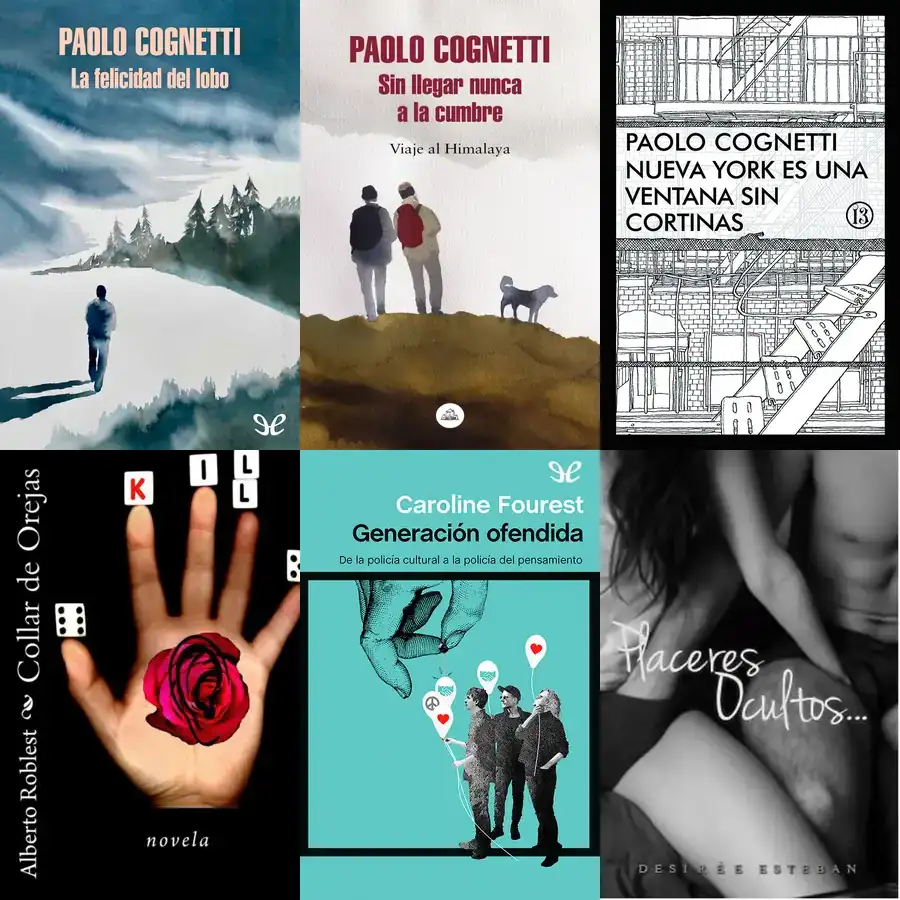 PAOLO COGNETTI
La felicidad del lobo
PAOLO COGNETTI
Sin llegar nunca
a la cumbre
Viaje al Himalaya
PAOLO COGNETTI
NUEVA YORK ES UNA
VENTANA SIN
CORTINAS
13
Alberto Roblest Collar de Orejas
K
I
L
L
novela
Caroline Fourest
Generación ofendida
De la policía cultural a la policía del pensamiento
Placeres
Ocultos...
DESIRÉE ESTEBAN